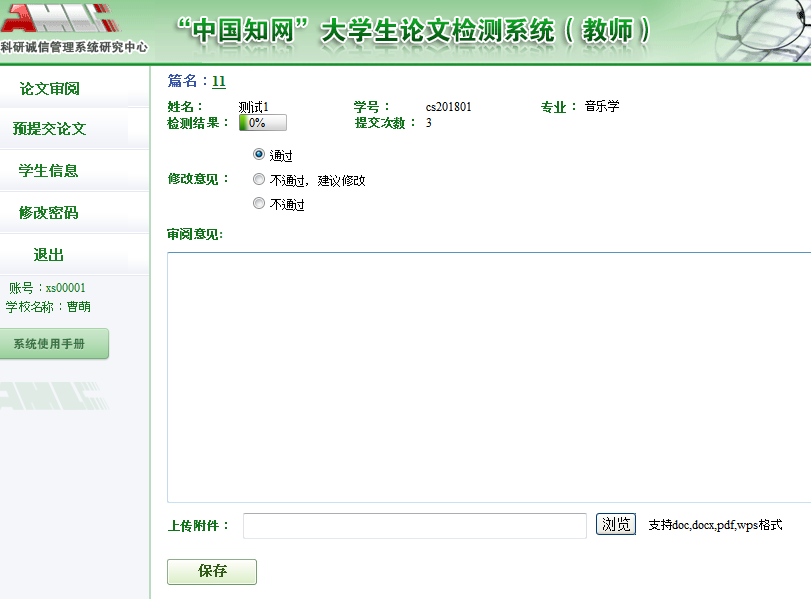 AMLC
科研诚信管理系统研究中心
“中国知网”大学生论文检测系统（教师）
论文审阅
预提交论文
学生信息
修改密码
退出
账号：xs00001
学校名称：曹萌
系统使用手册
篇名：11
姓名： 测试1 学号： cs201801 专业： 音乐学
检测结果： 0% 提交次数： 3
修改意见：
通过
不通过，建议修改
不通过
审阅意见:
上传附件： 浏览 支持doc,docx,pdf,wps格式
保存